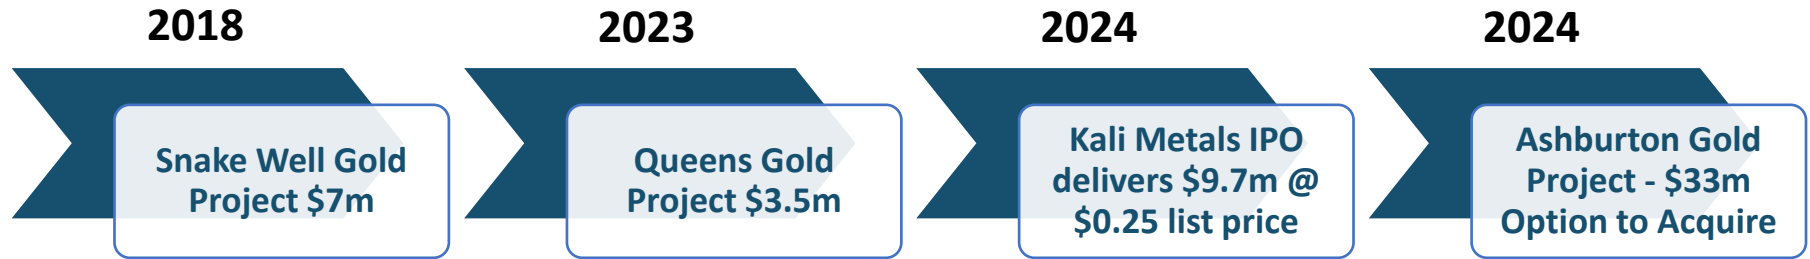 2018
Snake Well Gold
Project $7m
2023
Queens Gold
Project $3.5m
2024
Kali Metals IPO
delivers $9.7m @
$0.25 list price
2024
Ashburton Gold
Project - $33m
Option to Acquire